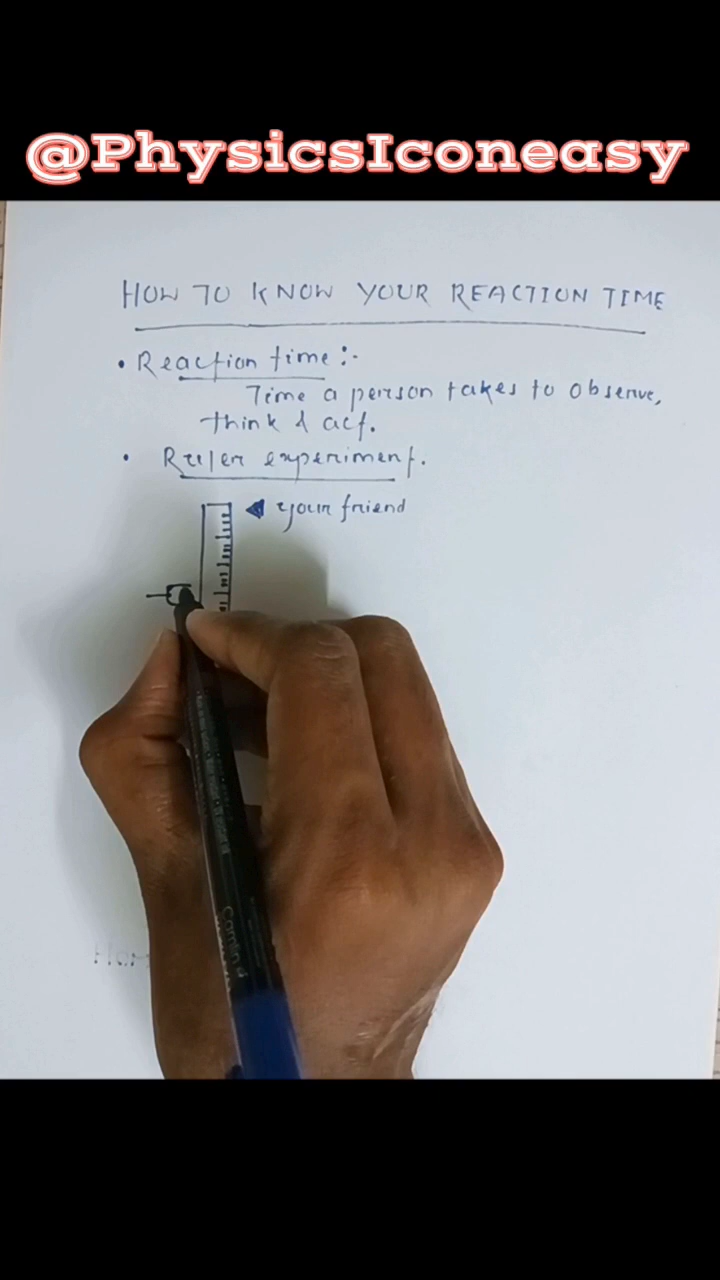 @PhysicsIconeasy
HOW TO KNOW YOUR REACTION TIME
• Reaction time :-
Time a person takes to observe,
think & act.
• Ruler experiment.
your friend
Camlin